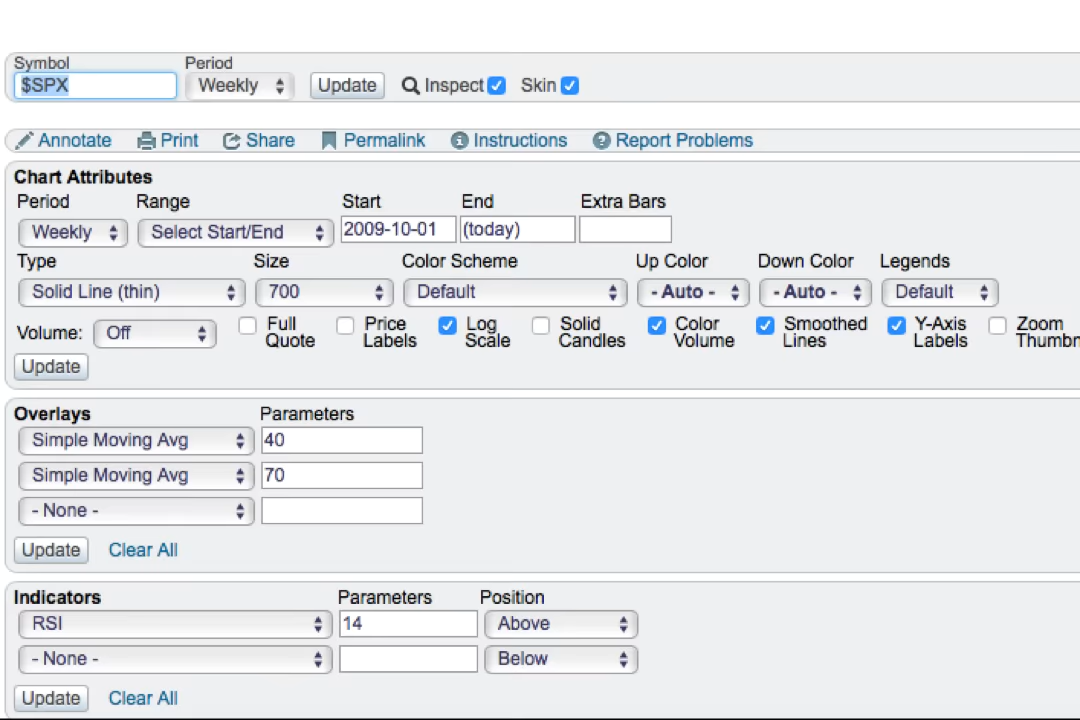 Symbol Period
$SPX Weekly Update Inspect Skin
Annotate Print Share Permalink Instructions Report Problems
Chart Attributes
Period Range Start End Extra Bars
Weekly Select Start/End 2009-10-01 (today)
Type Size Color Scheme Up Color Down Color Legends
Solid Line (thin) 700 Default - Auto - - Auto - Default
Volume: Off Full Quote Price Labels Log Scale Solid Candles Color Volume Smoothed Lines Y-Axis Labels Zoom Thumbn
Update
Overlays Parameters
Simple Moving Avg 40
Simple Moving Avg 70
- None -
Update Clear All
Indicators Parameters Position
RSI 14 Above
- None - Below
Update Clear All